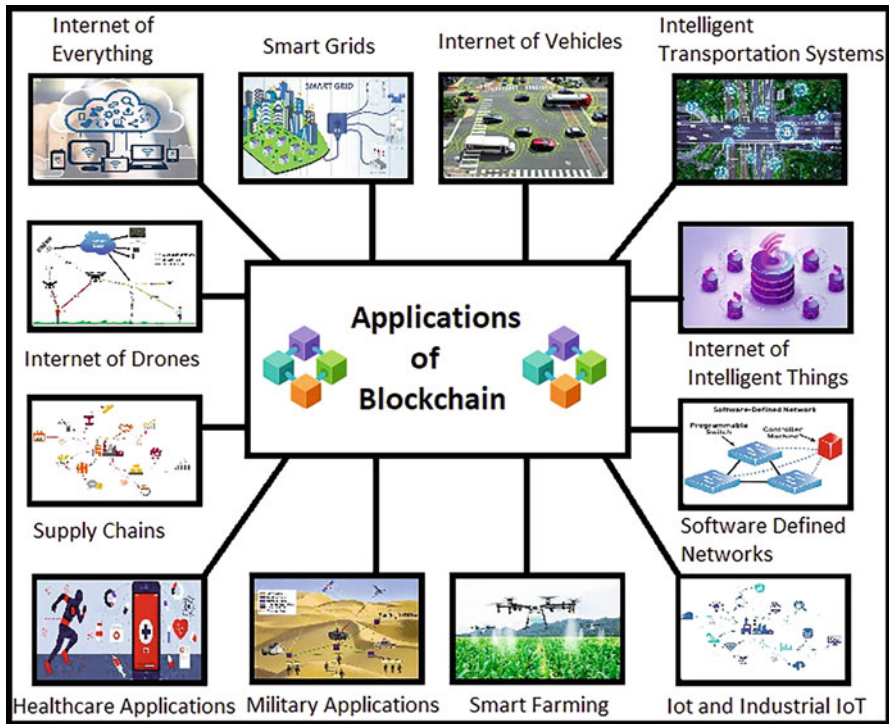 Internet of
Everything
Smart Grids
Internet of Vehicles
Intelligent
Transportation Systems
SMART GRID
Internet of Drones
Applications
of
Blockchain
Internet of
Intelligent Things
Software-Defined Network
Programmable
Switch
Controller
Machine
Supply Chains
Software Defined
Networks
Healthcare Applications
Military Applications
Smart Farming
Iot and Industrial IoT